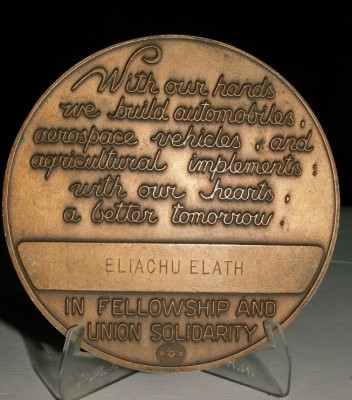 With our hands
we build automobiles,
aerospace vehicles and
agricultural implements;
with our hearts
a better tomorrow
ELIACHU ELATH
IN FELLOWSHIP AND
UNION SOLIDARITY